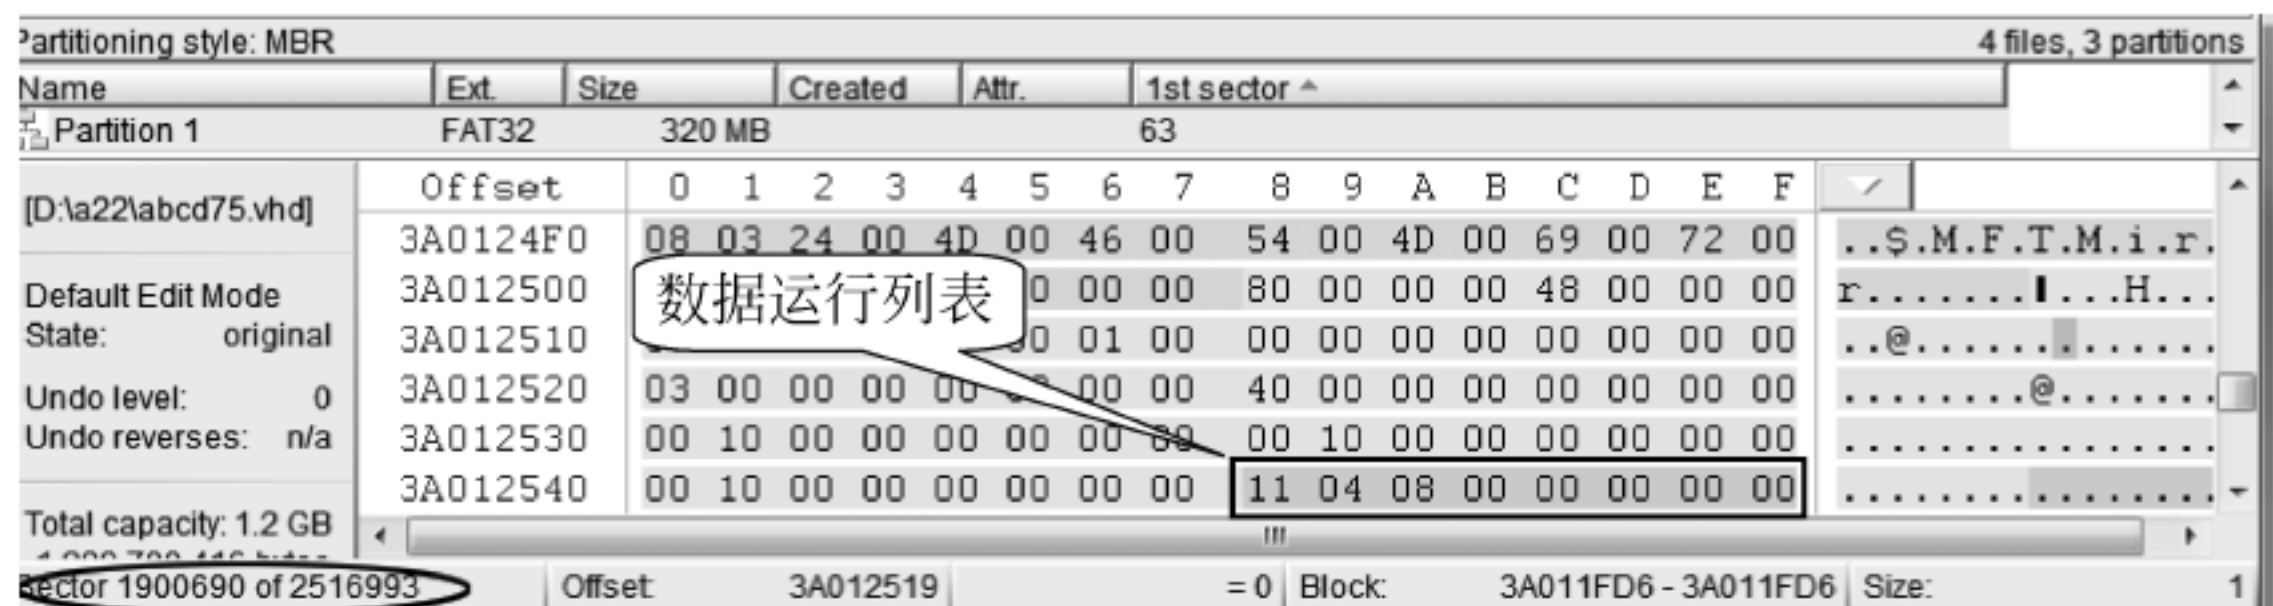 Partitioning style: MBR 4 files, 3 partitions
Name Ext. Size Created Attr. 1st sector
Partition 1 FAT32 320 MB 63
[D:\a22\abcd75.vhd]
Default Edit Mode
State: original
Undo level: 0
Undo reverses: n/a
Total capacity: 1.2 GB
Offset 0 1 2 3 4 5 6 7 8 9 A B C D E F
3A0124F0 08 03 24 00 4D 00 46 00 54 00 4D 00 69 00 72 00 ..$.M.F.T.M.i.r.
3A012500 0 00 00 80 00 00 00 48 00 00 00 r.......▮...H...
3A012510 00 01 00 00 00 00 00 00 00 00 00 ..@.............
3A012520 03 00 00 00 00 00 00 40 00 00 00 00 00 00 00 ........@.......
3A012530 00 10 00 00 00 00 00 00 00 10 00 00 00 00 00 00 ................
3A012540 00 10 00 00 00 00 00 00 11 04 08 00 00 00 00 00 ................
数据运行列表
Sector 1900690 of 2516993 Offset: 3A012519 = 0 Block: 3A011FD6 - 3A011FD6 Size: 1